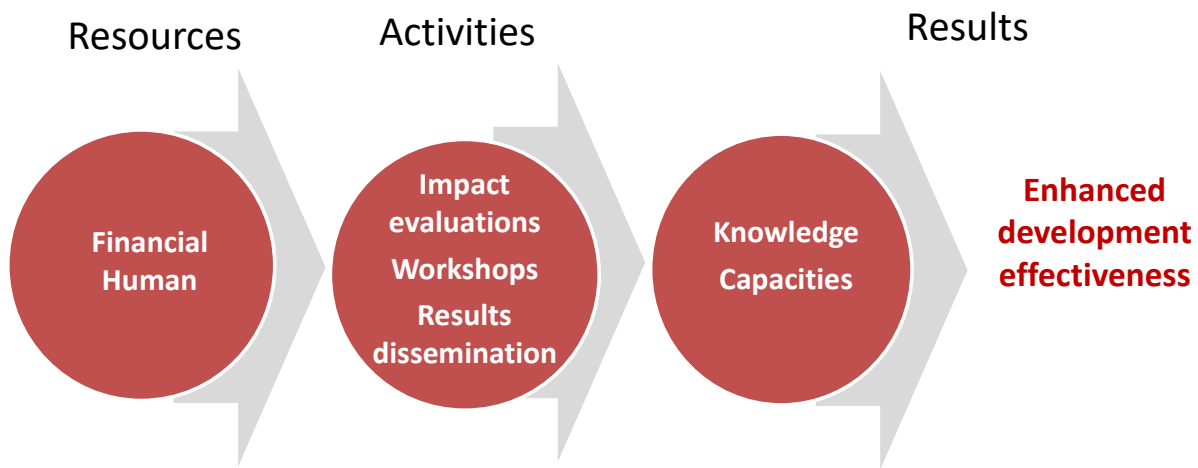 Resources
Activities
Results
Financial
Human
Impact
evaluations
Workshops
Results
dissemination
Knowledge
Capacities
Enhanced
development
effectiveness